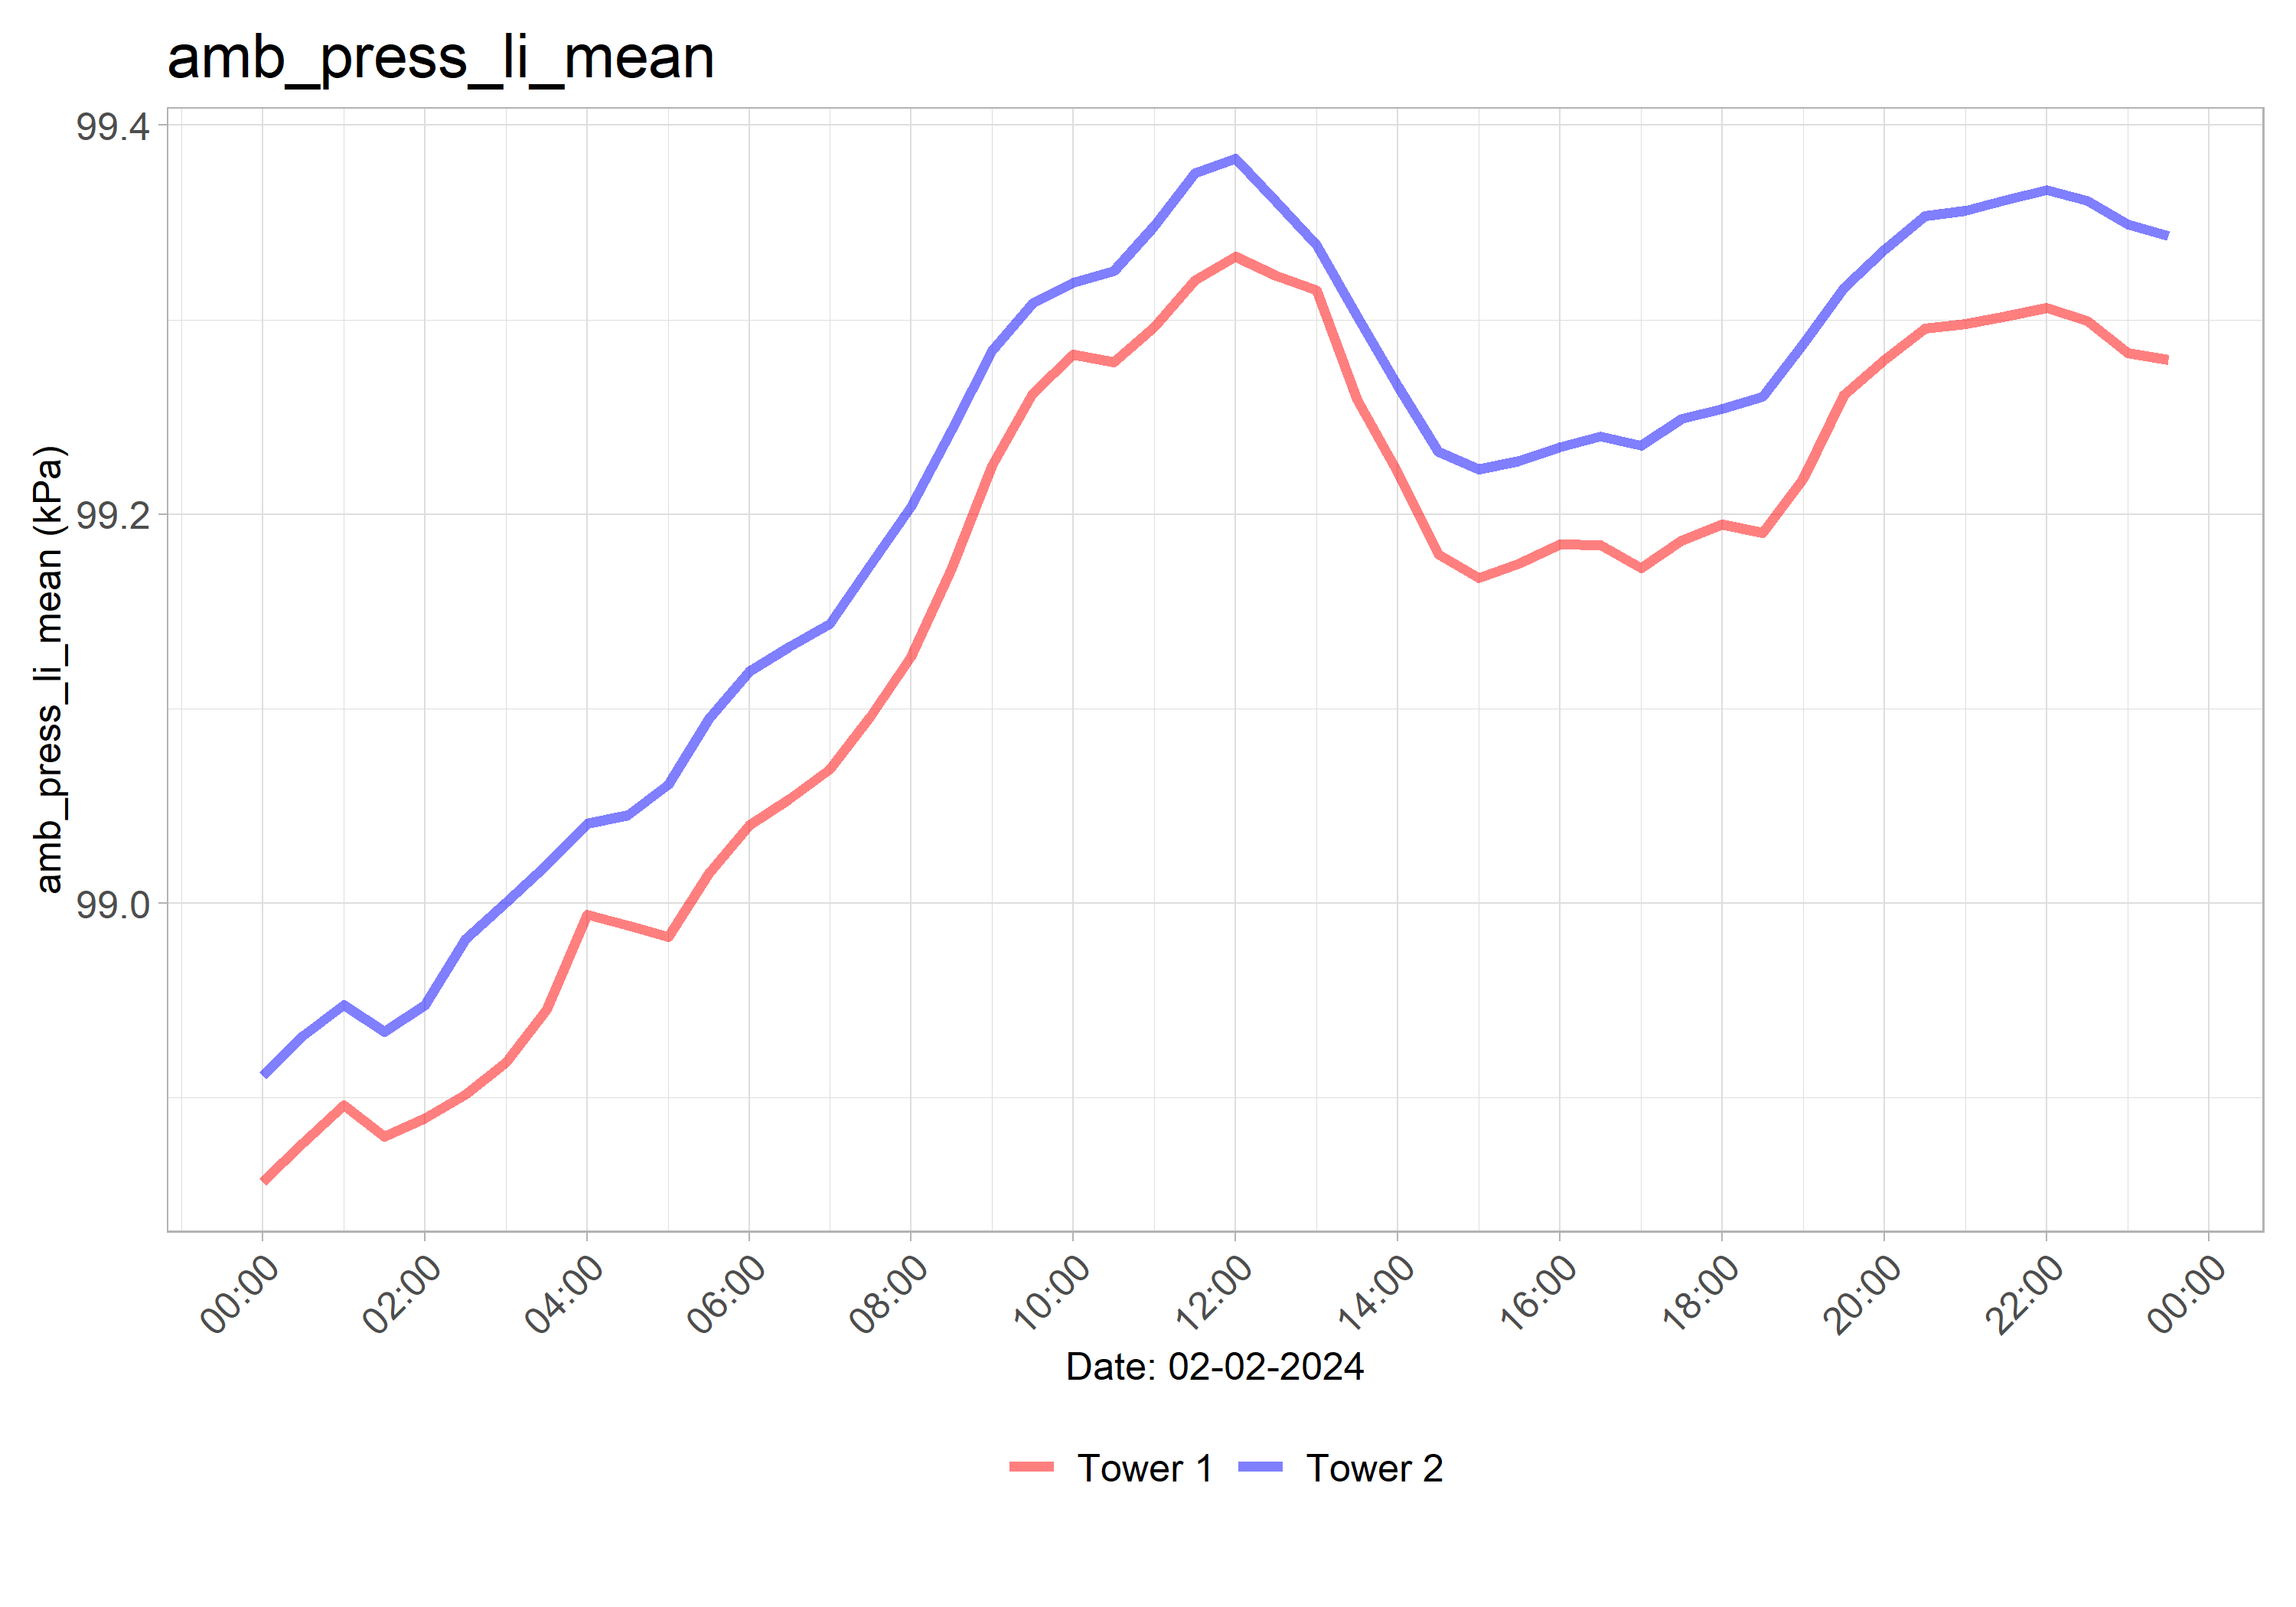 amb_press_li_mean
amb_press_li_mean (kPa)
99.4
99.2
99.0
00:00 02:00 04:00 06:00 08:00 10:00 12:00 14:00 16:00 18:00 20:00 22:00 00:00
Date: 02-02-2024
Tower 1 Tower 2